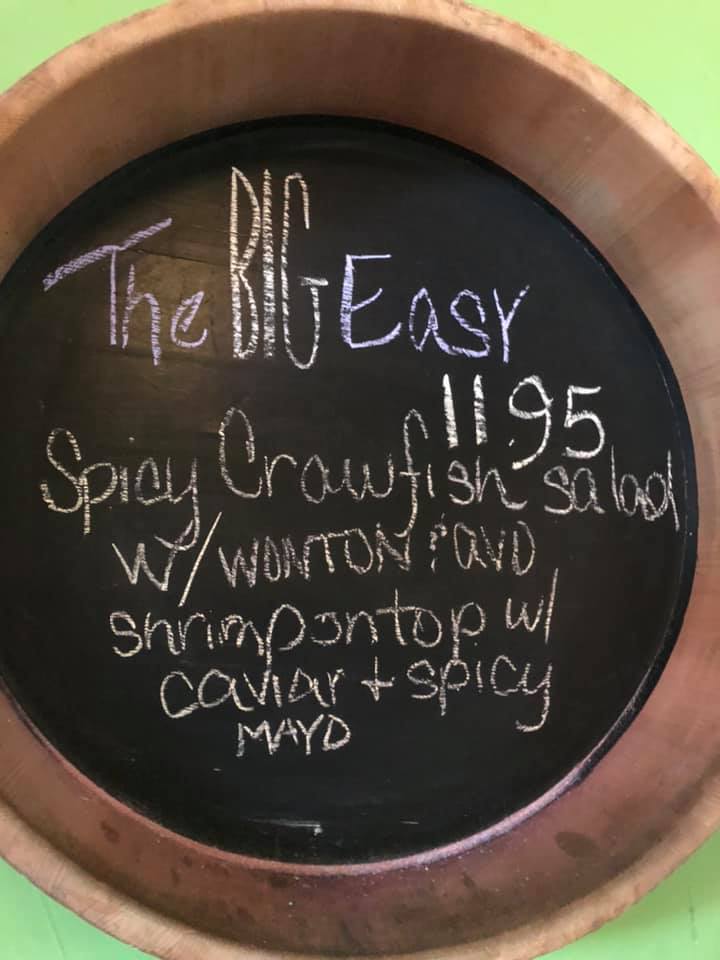 The BIG Easy
11.95
Spicy Crawfish salad
w/ WONTON & avo
shrimp on top w/
caviar + spicy
MAYO